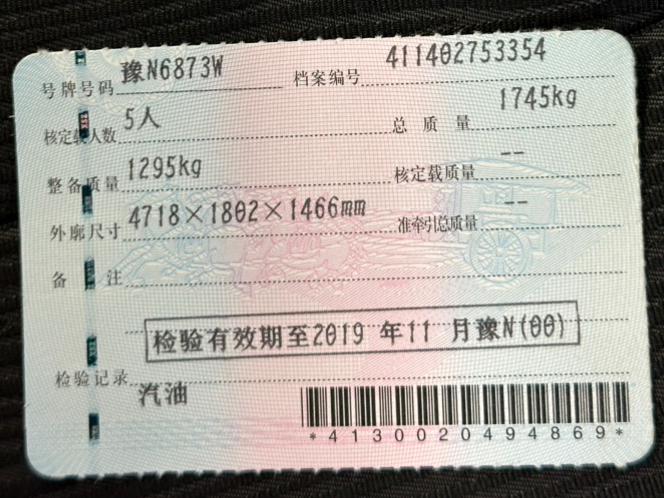 号牌号码 豫N6873W 档案编号 411402753354
核定载人数 5人 总质量 1745kg
整备质量 1295kg 核定载质量 --
外廓尺寸 4718×1802×1466mm 准牵引总质量 --
备注
检验有效期至2019 年11 月豫N(00)
检验记录
汽油
*4130020494869*